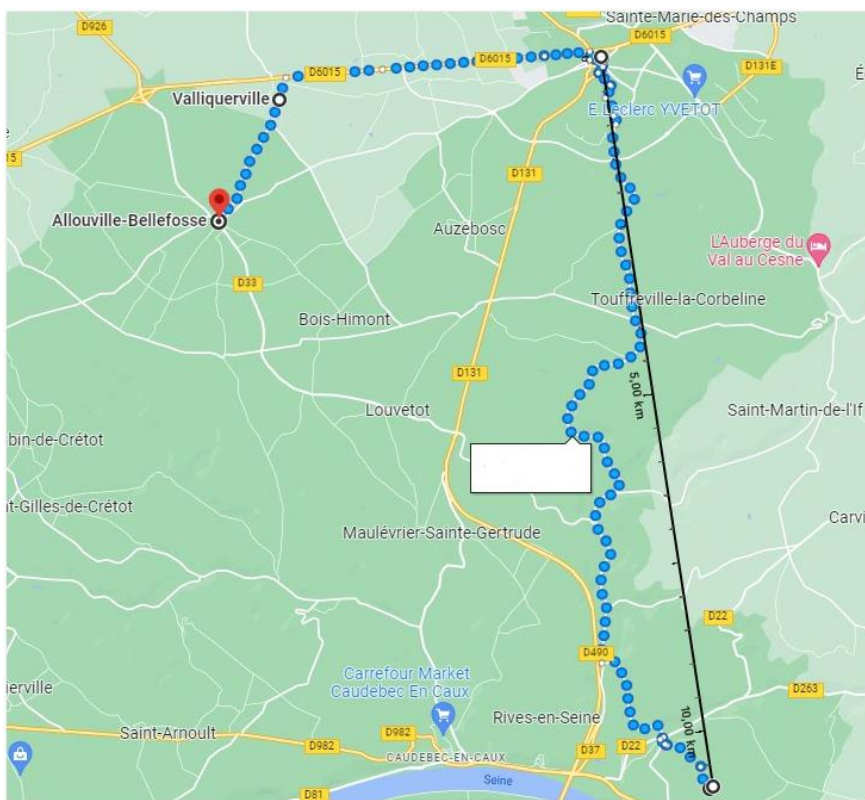 D926
Sainte-Marie-des-Champs
D6015
D6015
D6015
D131E
Valliquerville
E.Leclerc YVETOT
15
D131
Allouville-Bellefosse
Auzebosc
L'Auberge du
Val au Cesne
D33
Touffreville-la-Corbeline
Bois-Himont
D131
5,00 km
Louvetot
Saint-Martin-de-l'If
bin-de-Crétot
nt-Gilles-de-Crétot
Carvi
Maulévrier-Sainte-Gertrude
D22
D490
Carrefour Market
Caudebec En Caux
ierville
D263
Rives-en-Seine
10,00 km
Saint-Arnoult
D982
D982
D37
D22
CAUDEBEC-EN-CAUX
Seine
D81